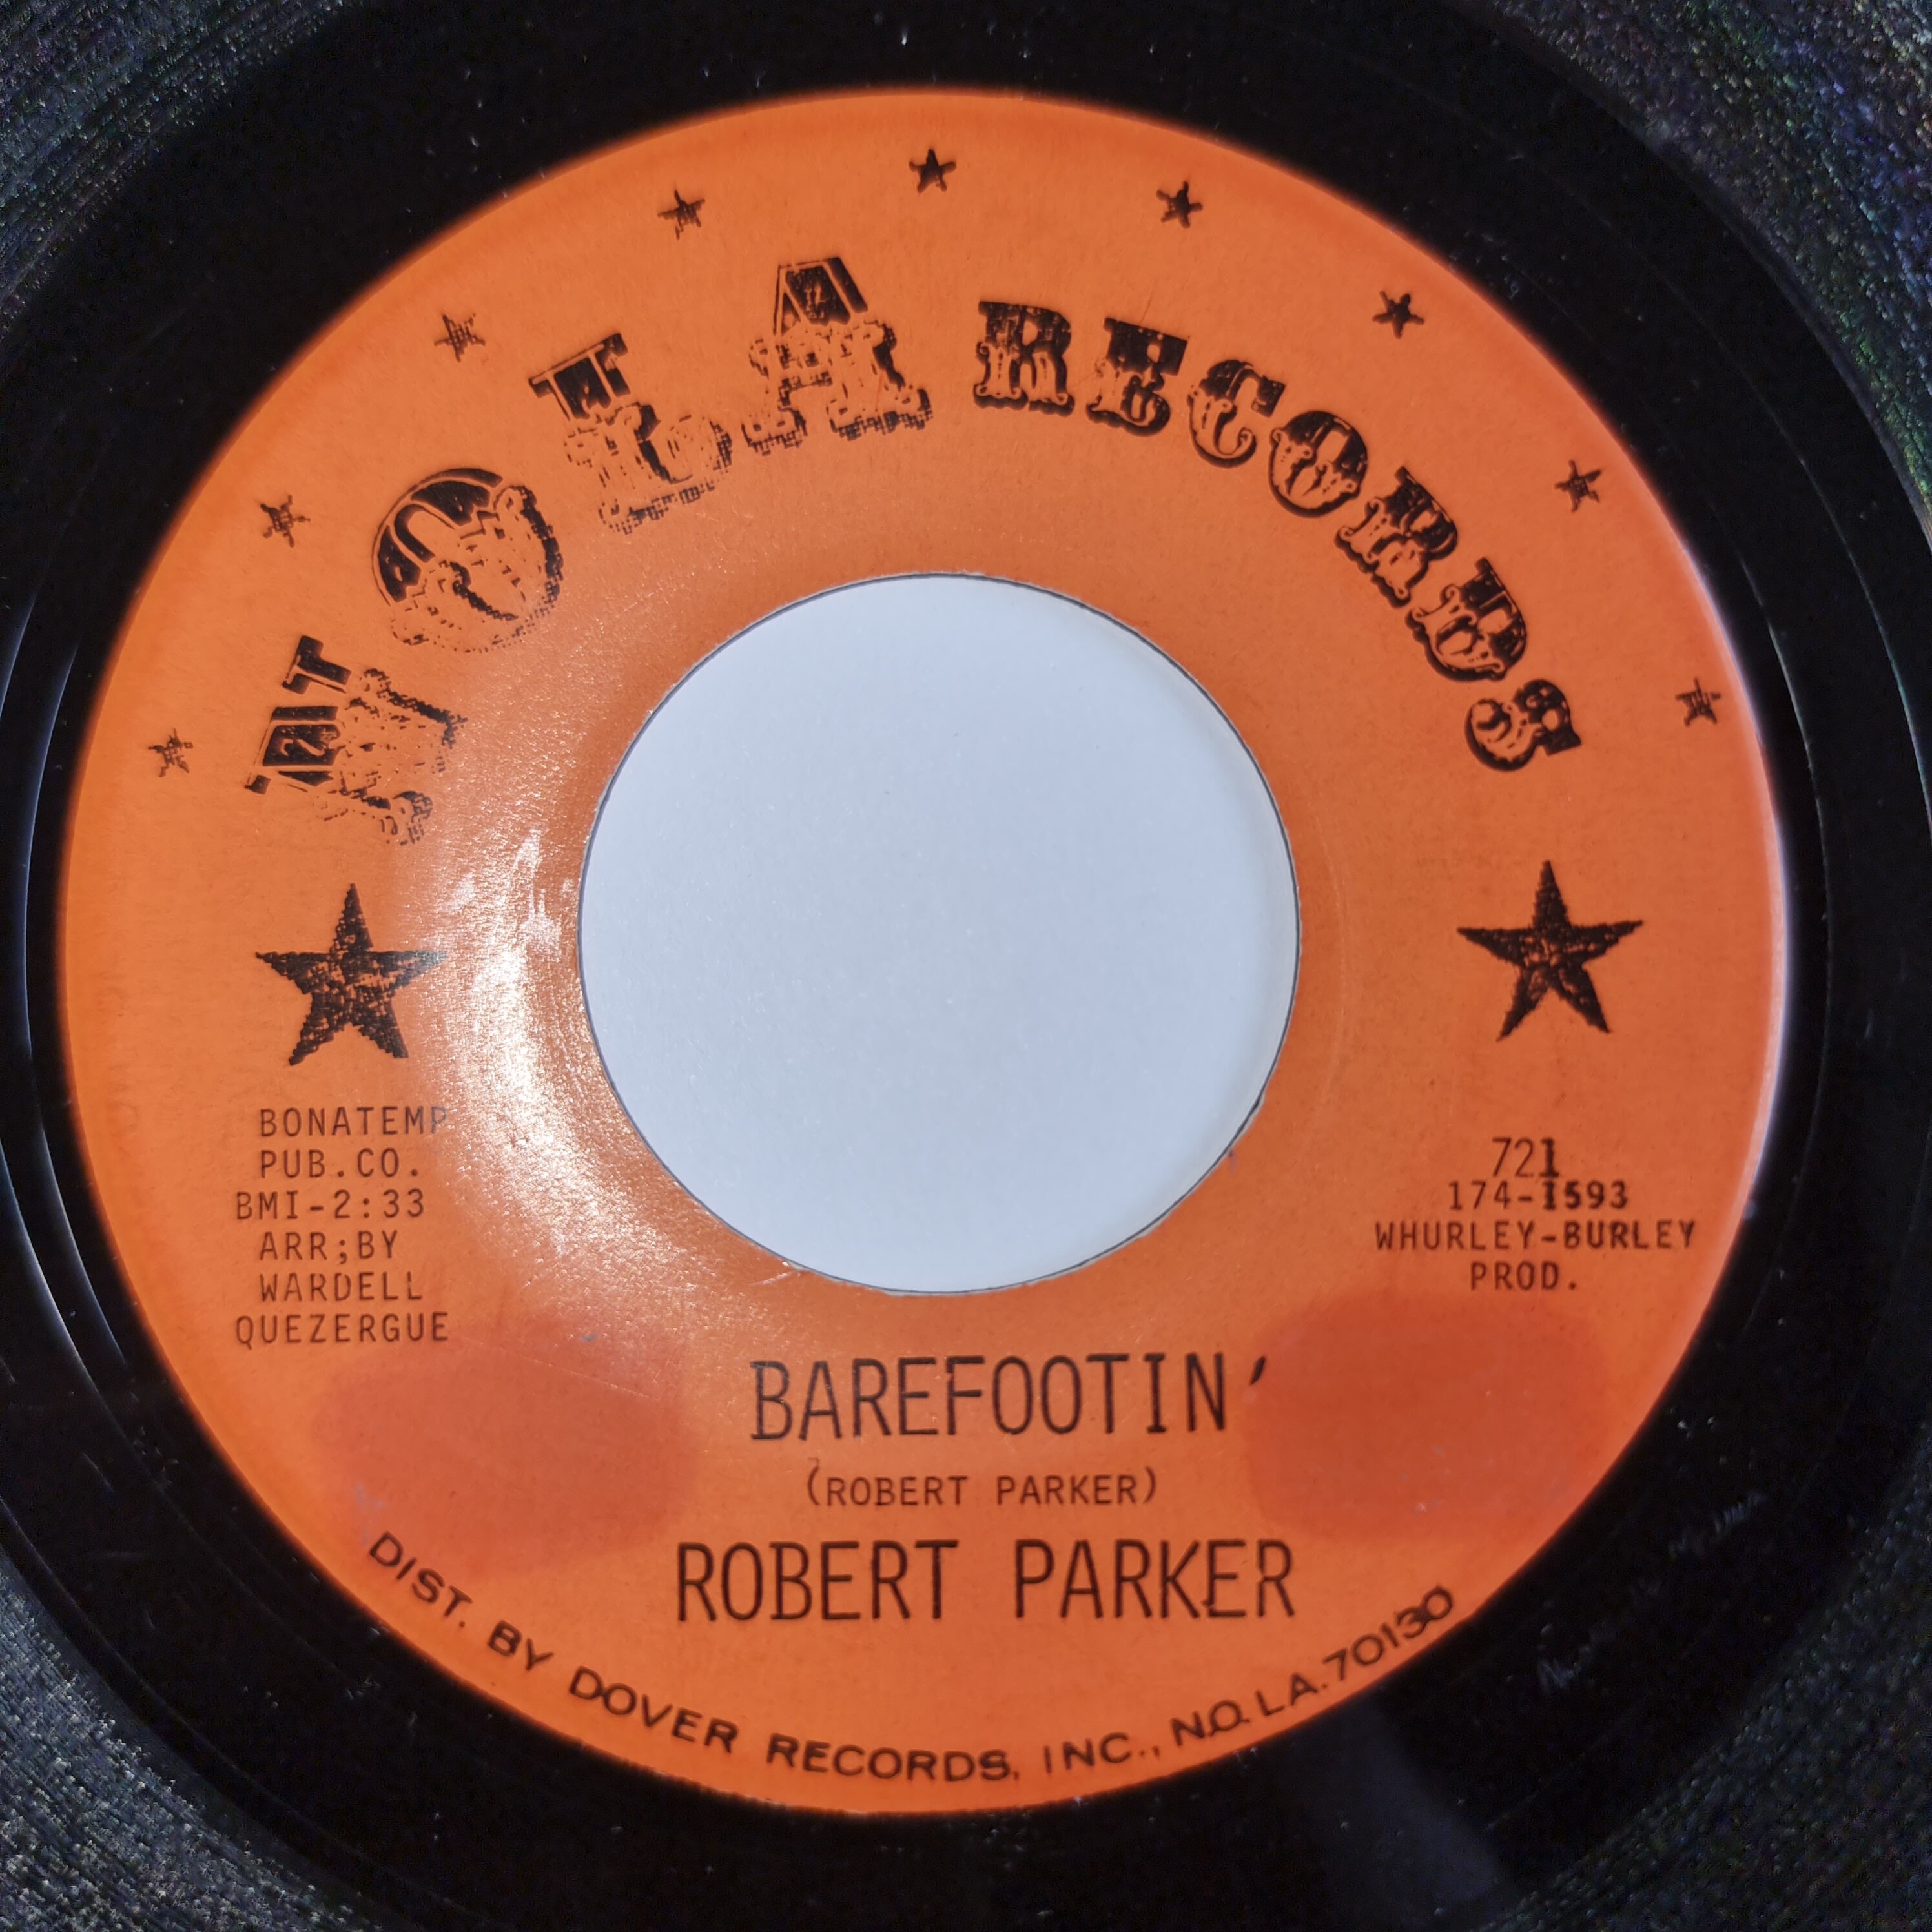 NOLA RECORDS
BONATEMP
PUB.CO.
BMI-2:33
ARR;BY
WARDELL
QUEZERGUE
721
174-1593
WHURLEY-BURLEY
PROD.
BAREFOOTIN'
(ROBERT PARKER)
ROBERT PARKER
DIST. BY DOVER RECORDS, INC., N.O. LA. 70130